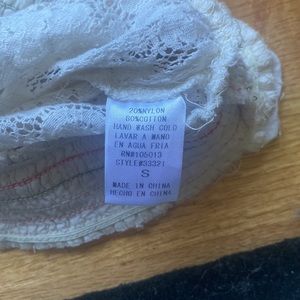 20%NYLON
80%COTTON
HAND WASH COLD
LAVAR A MANO
EN AGUA FRIA
RN#105013
STYLE#33321
S
MADE IN CHINA
HECHO EN CHINA